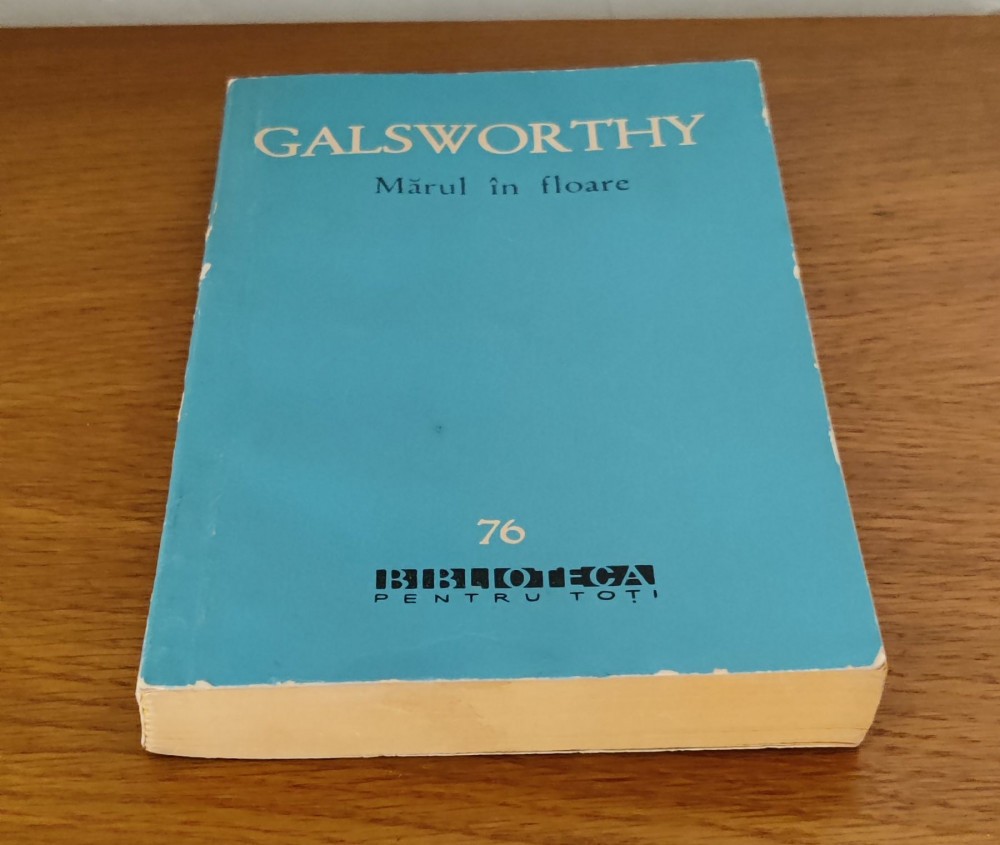 GALSWORTHY
Mărul în floare
76
BIBLIOTECA
PENTRU TOȚI